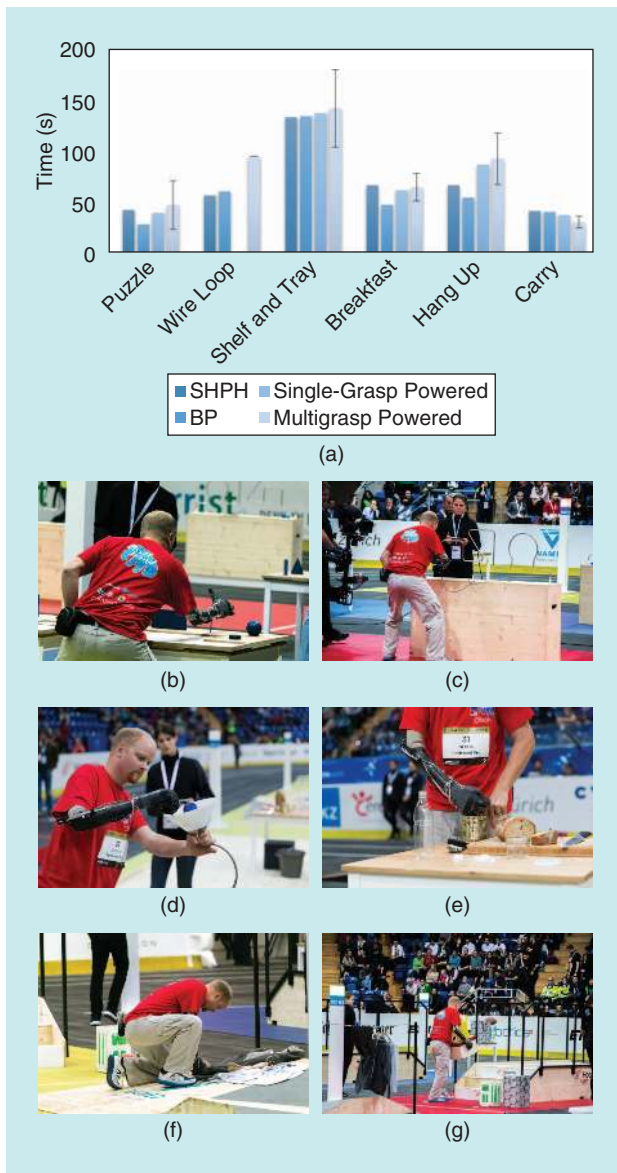 200
150
100
50
0
Time (s)
Puzzle
Wire Loop
Shelf and Tray
Breakfast
Hang Up
Carry
SHPH Single-Grasp Powered
BP Multigrasp Powered
(a)
(b) (c)
(d) (e)
(f) (g)